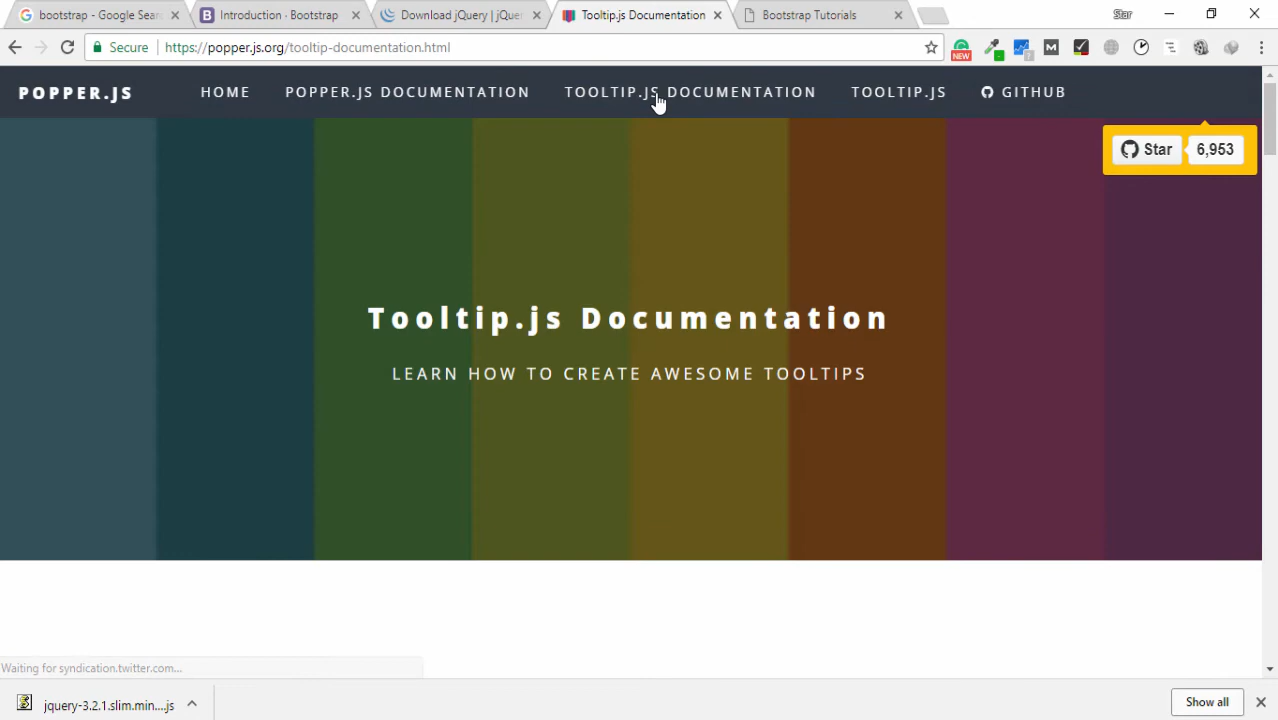 bootstrap - Google Sear
Introduction · Bootstrap
Download jQuery | jQue
Tooltip.js Documentation
Bootstrap Tutorials
Star
Secure
https://popper.js.org/tooltip-documentation.html
NEW
M
POPPER.JS
HOME
POPPER.JS DOCUMENTATION
TOOLTIP.JS DOCUMENTATION
TOOLTIP.JS
GITHUB
Star
6,953
Tooltip.js Documentation
LEARN HOW TO CREATE AWESOME TOOLTIPS
Waiting for syndication.twitter.com...
jquery-3.2.1.slim.min....js
Show all